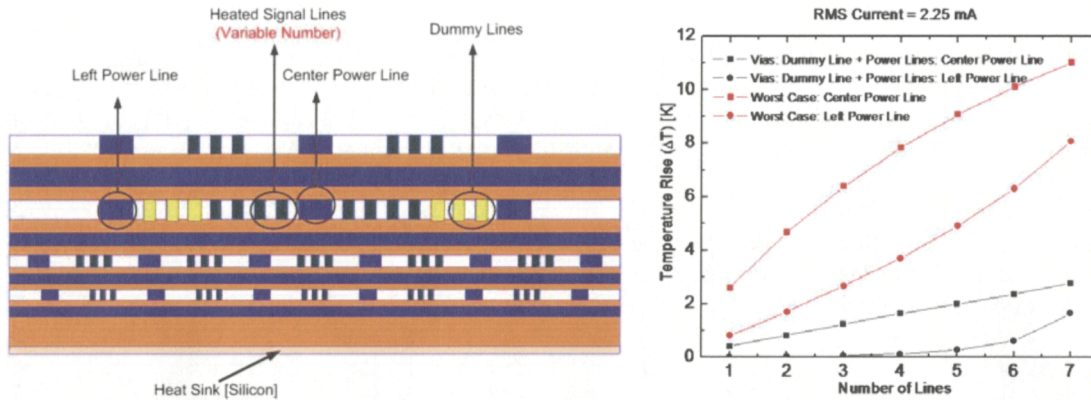 Heated Signal Lines
(Variable Number)
Dummy Lines
Left Power Line
Center Power Line
Heat Sink [Silicon]
RMS Current = 2.25 mA
Vias: Dummy Line + Power Lines: Center Power Line
Vias: Dummy Line + Power Lines: Left Power Line
Worst Case: Center Power Line
Worst Case: Left Power Line
Temperature Rise (ΔT) [K]
12
10
8
6
4
2
0
1 2 3 4 5 6 7
Number of Lines